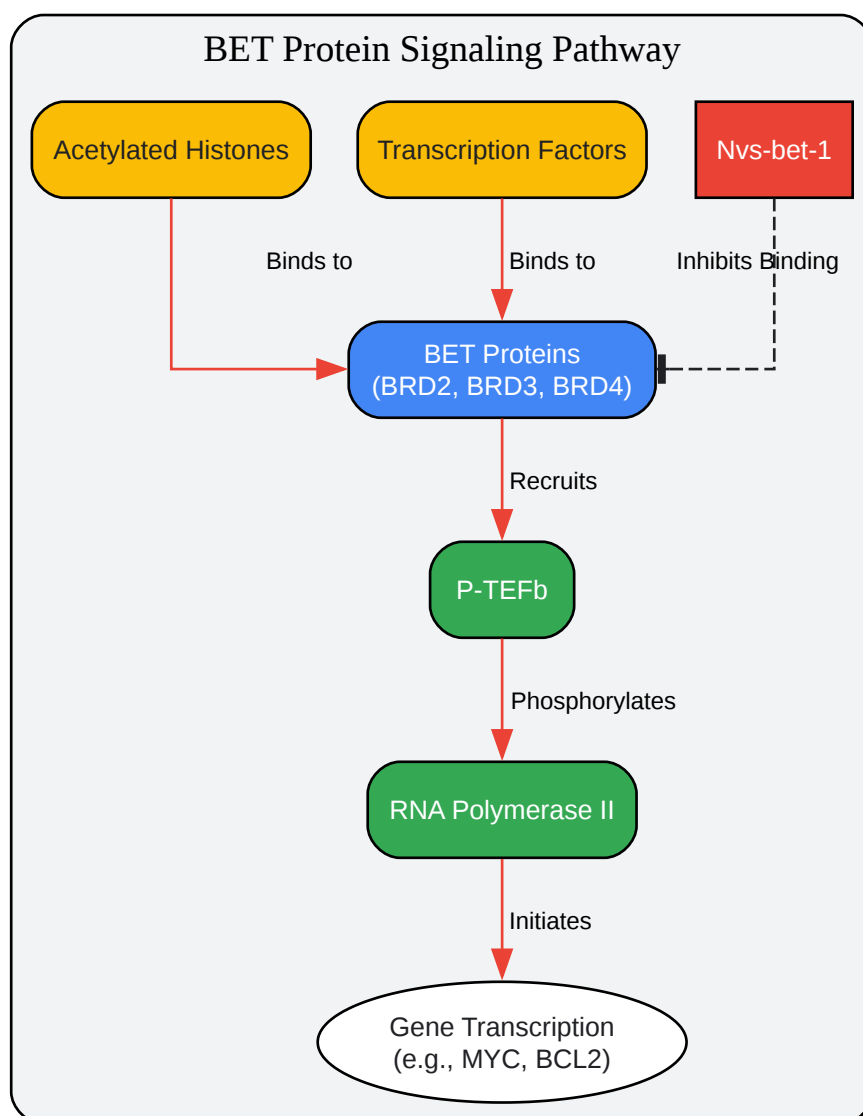 BET Protein Signaling Pathway
Acetylated Histones
Transcription Factors
Nvs-bet-1
Binds to
Binds to
Inhibits Binding
BET Proteins
(BRD2, BRD3, BRD4)
Recruits
P-TEFb
Phosphorylates
RNA Polymerase II
Initiates
Gene Transcription
(e.g., MYC, BCL2)